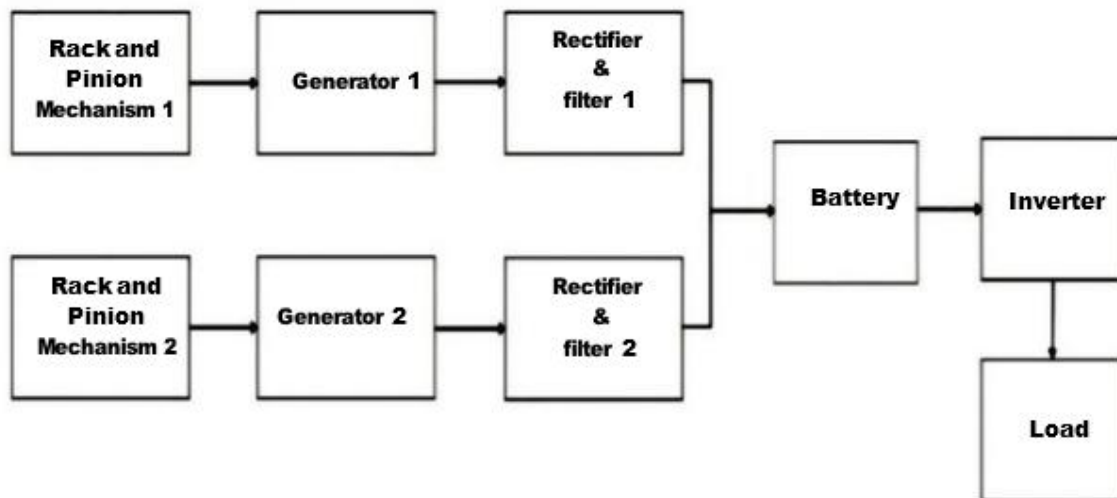 Rack and
Pinion
Mechanism 1
Generator 1
Rectifier
&
filter 1
Battery
Inverter
Rack and
Pinion
Mechanism 2
Generator 2
Rectifier
&
filter 2
Load